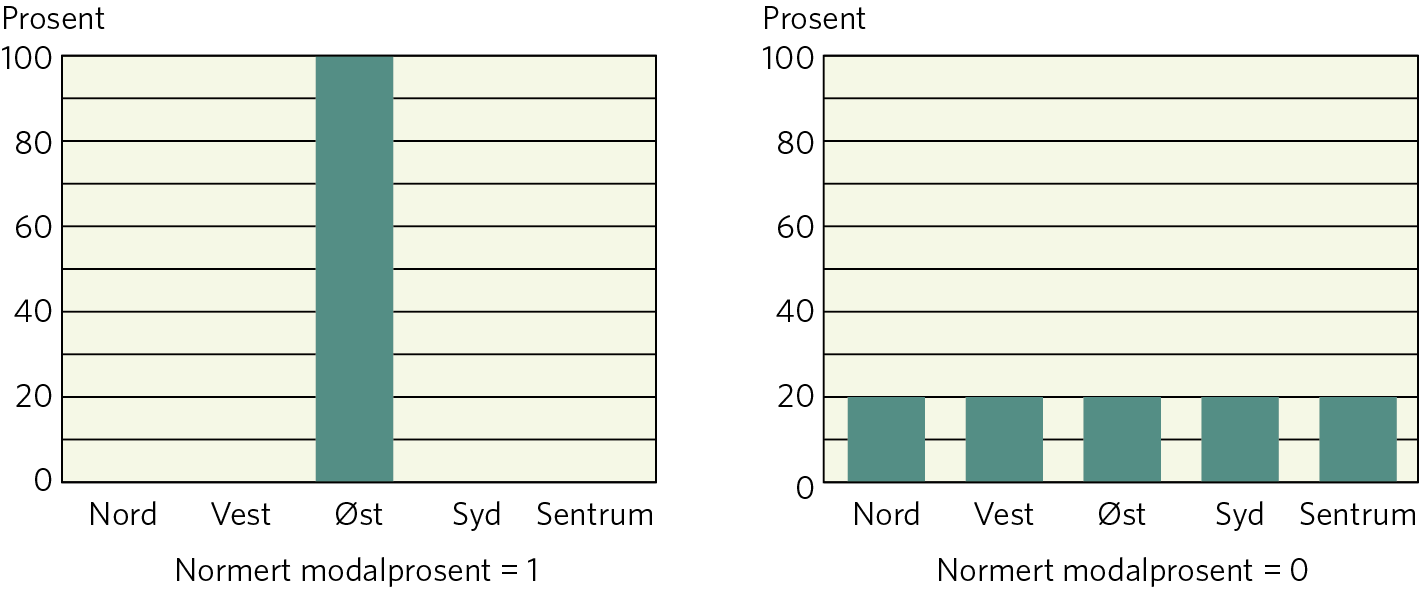 Prosent
100
80
60
40
20
0
Nord Vest Øst Syd Sentrum
Normert modalprosent = 1
Prosent
100
80
60
40
20
0
Nord Vest Øst Syd Sentrum
Normert modalprosent = 0